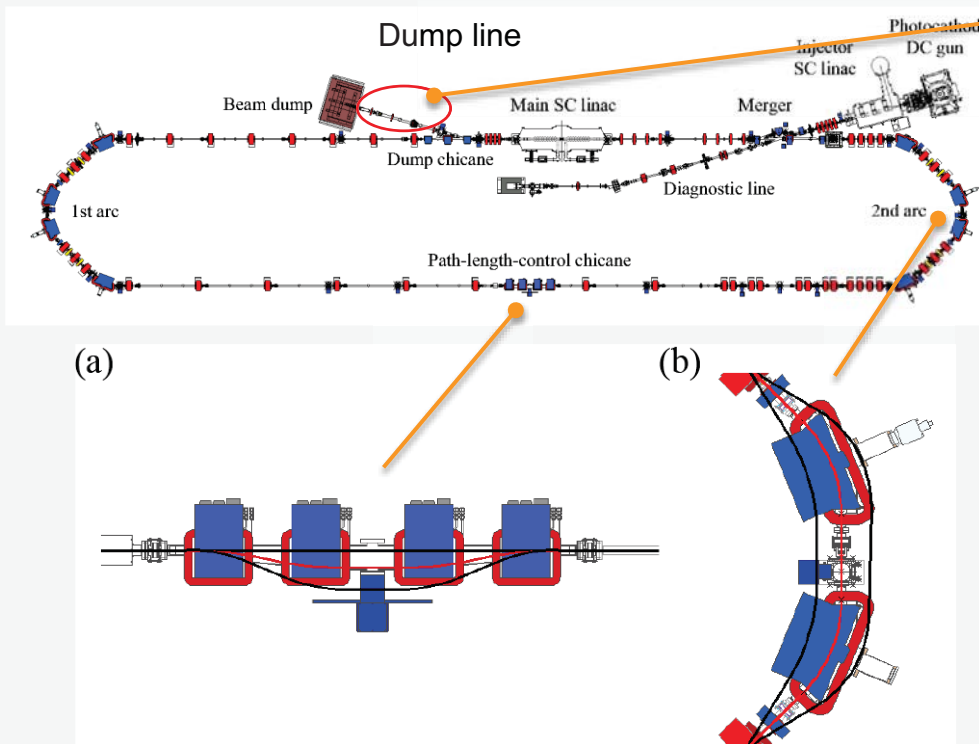 Dump line
Photocathod
DC gun
Injector
SC linac
Beam dump
Main SC linac
Merger
Dump chicane
Diagnostic line
1st arc
2nd arc
Path-length-control chicane
(a)
(b)